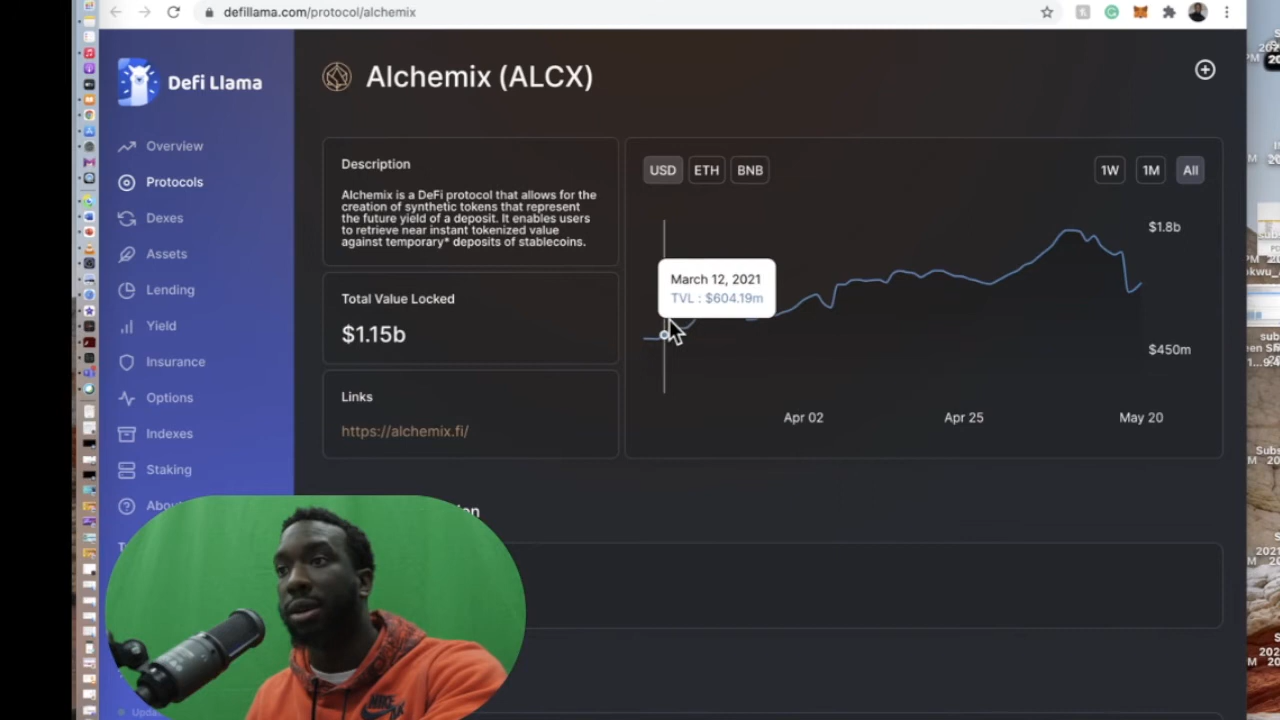 defillama.com/protocol/alchemix
Defi Llama
Overview
Protocols
Dexes
Assets
Lending
Yield
Insurance
Options
Indexes
Staking
Alchemix (ALCX)
Description
Alchemix is a DeFi protocol that allows for the
creation of synthetic tokens that represent
the future yield of a deposit. It enables users
to retrieve near instant tokenized value
against temporary* deposits of stablecoins.
Total Value Locked
$1.15b
Links
https://alchemix.fi/
USD ETH BNB
1W 1M All
$1.8b
March 12, 2021
TVL : $604.19m
$450m
Apr 02 Apr 25 May 20
NIKE